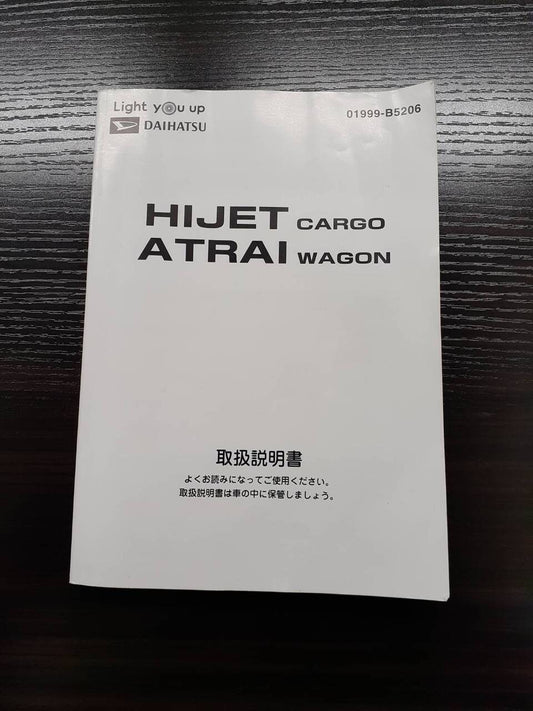 Light you up
DAIHATSU
01999-B5206
HIJET CARGO
ATRAI WAGON
取扱説明書
よくお読みになってご使用ください。
取扱説明書は車の中に保管しましょう。